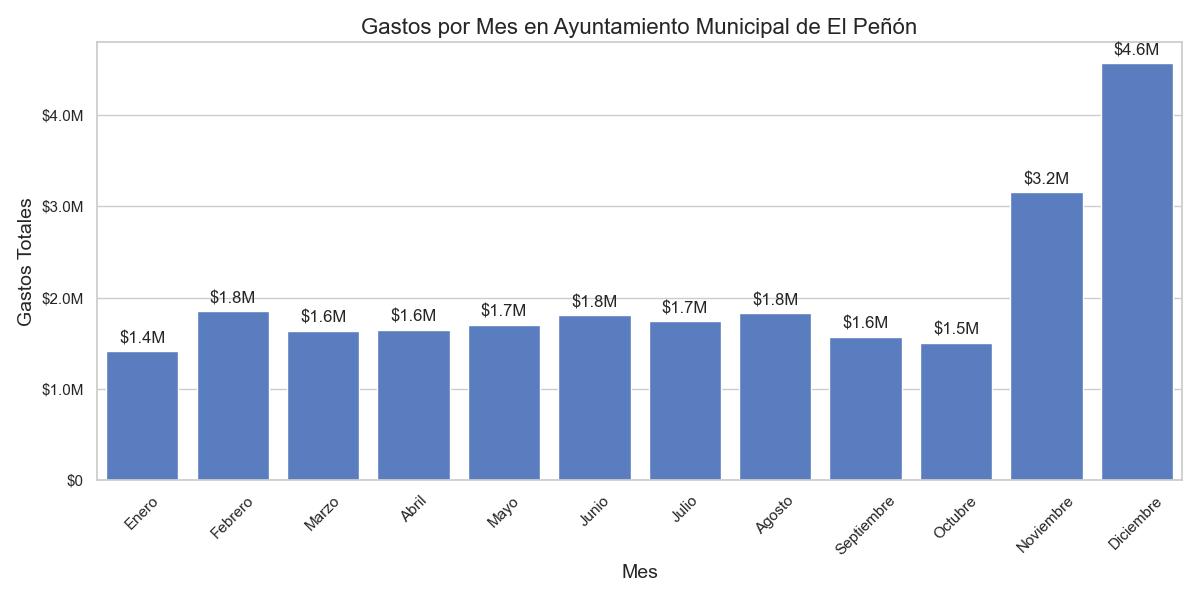 Gastos por Mes en Ayuntamiento Municipal de El Peñón
Gastos Totales
$4.0M
$3.0M
$2.0M
$1.0M
$0
$1.4M
$1.8M
$1.6M
$1.6M
$1.7M
$1.8M
$1.7M
$1.8M
$1.6M
$1.5M
$3.2M
$4.6M
Enero
Febrero
Marzo
Abril
Mayo
Junio
Julio
Agosto
Septiembre
Octubre
Noviembre
Diciembre
Mes